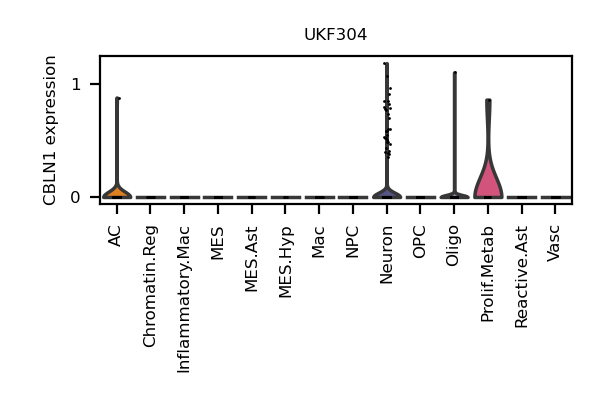 UKF304
CBLN1 expression
1
0
AC
Chromatin.Reg
Inflammatory.Mac
MES
MES.Ast
MES.Hyp
Mac
NPC
Neuron
OPC
Oligo
Prolif.Metab
Reactive.Ast
Vasc